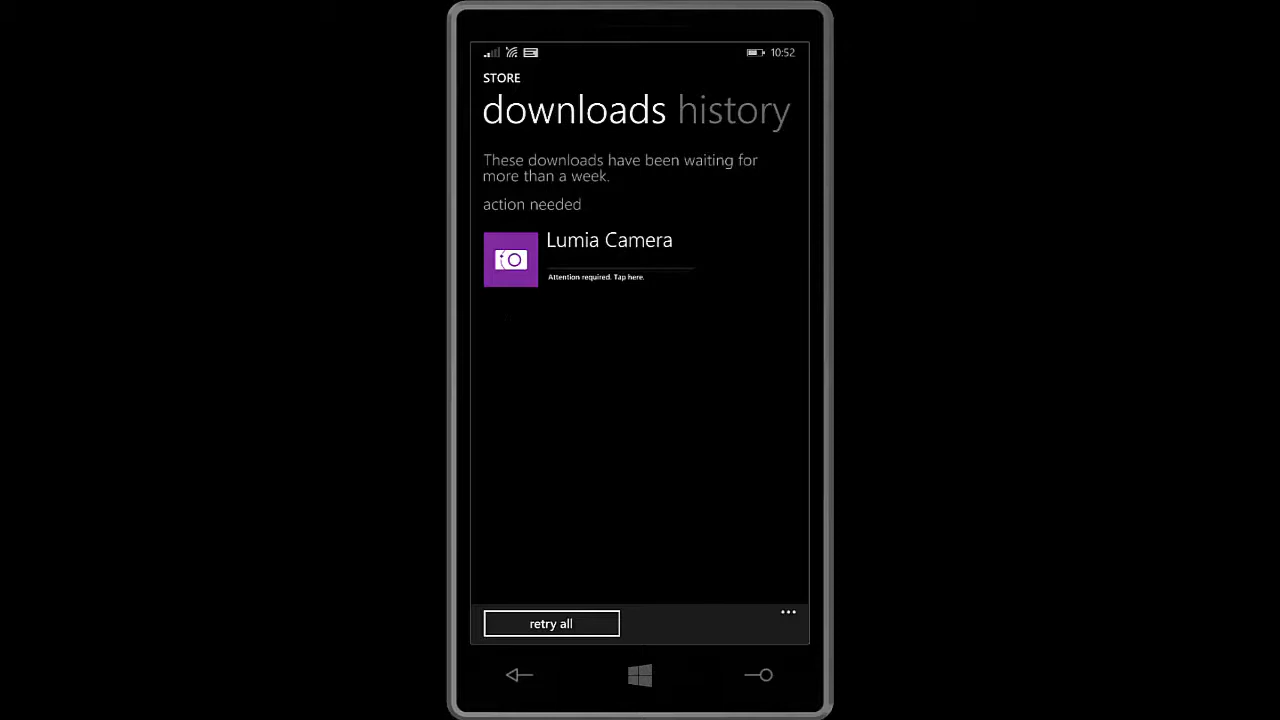 10:52
STORE
downloads history
These downloads have been waiting for
more than a week.
action needed
Lumia Camera
Attention required. Tap here.
retry all